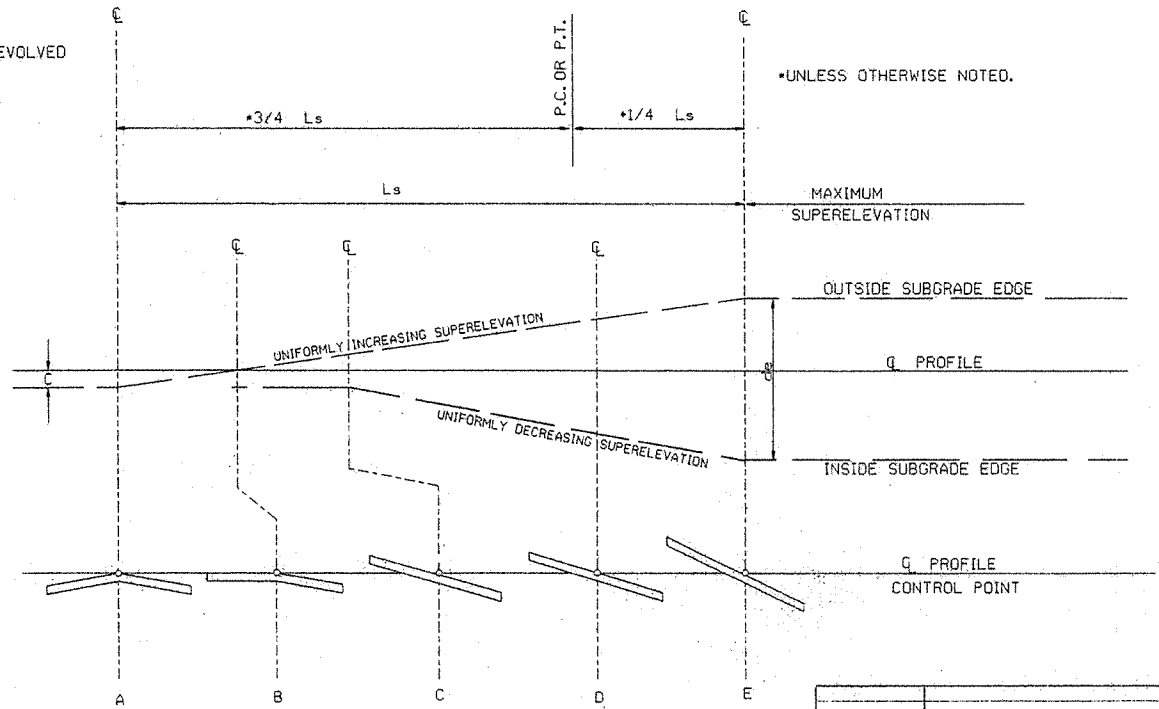 ℄
℄
EVOLVED
P.C. OR P.T.
*UNLESS OTHERWISE NOTED.
*3/4 Ls
*1/4 Ls
Ls
MAXIMUM
SUPERELEVATION
℄
℄
℄
OUTSIDE SUBGRADE EDGE
UNIFORMLY INCREASING SUPERELEVATION
℄ PROFILE
C
UNIFORMLY DECREASING SUPERELEVATION
INSIDE SUBGRADE EDGE
℄ PROFILE
CONTROL POINT
A
B
C
D
E